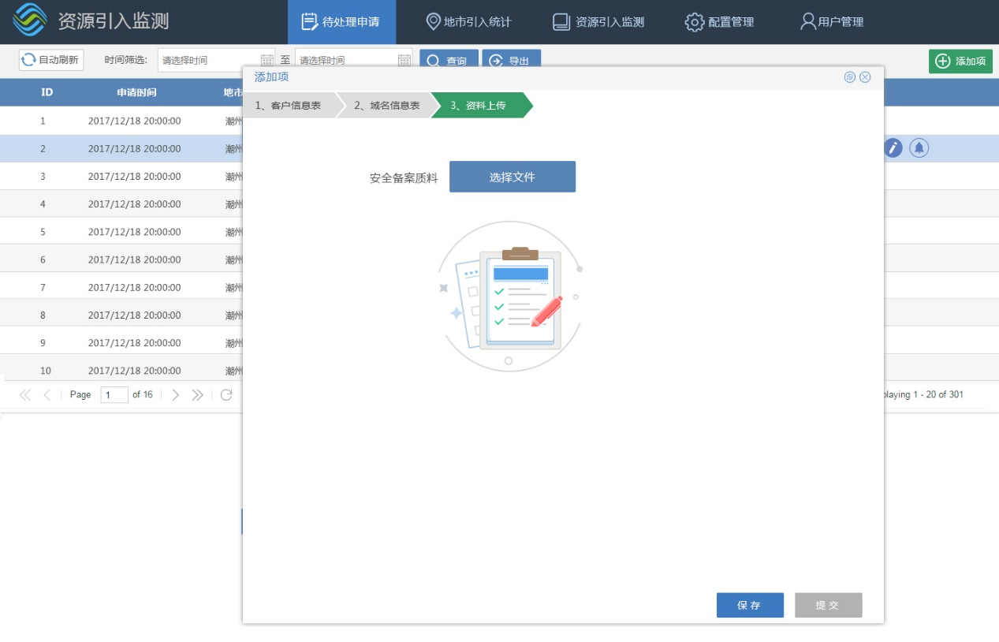 资源引入监测
待处理申请 地市引入统计 资源引入监测 配置管理 用户管理
自动刷新 时间筛选: 请选择时间 至 请选择时间 查询 导出 添加项
添加项
ID 申请时间 地市
1、客户信息表 2、域名信息表 3、资料上传
1 2017/12/18 20:00:00 潮州
2 2017/12/18 20:00:00 潮州
3 2017/12/18 20:00:00 潮州
安全备案质料 选择文件
4 2017/12/18 20:00:00 潮州
5 2017/12/18 20:00:00 潮州
6 2017/12/18 20:00:00 潮州
7 2017/12/18 20:00:00 潮州
8 2017/12/18 20:00:00 潮州
9 2017/12/18 20:00:00 潮州
10 2017/12/18 20:00:00 潮州
Page 1 of 16 playing 1 - 20 of 301
保存 提交